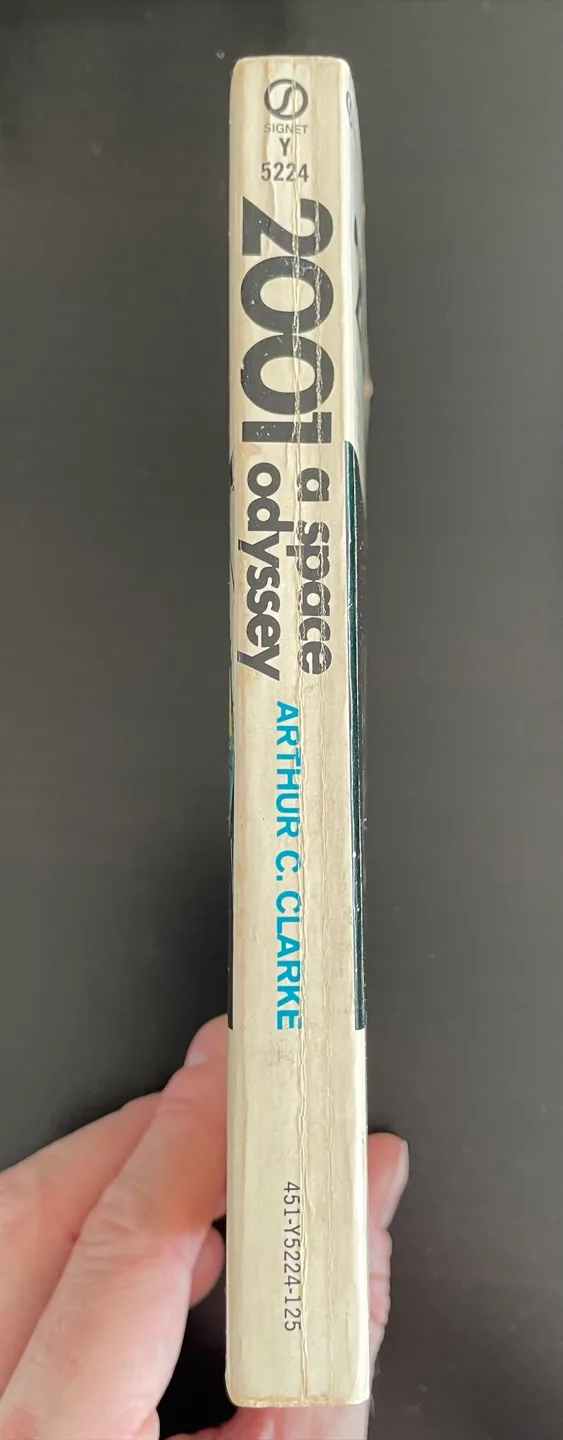 SIGNET
Y
5224
2001
a space
odyssey
ARTHUR C. CLARKE
451-Y5224-125